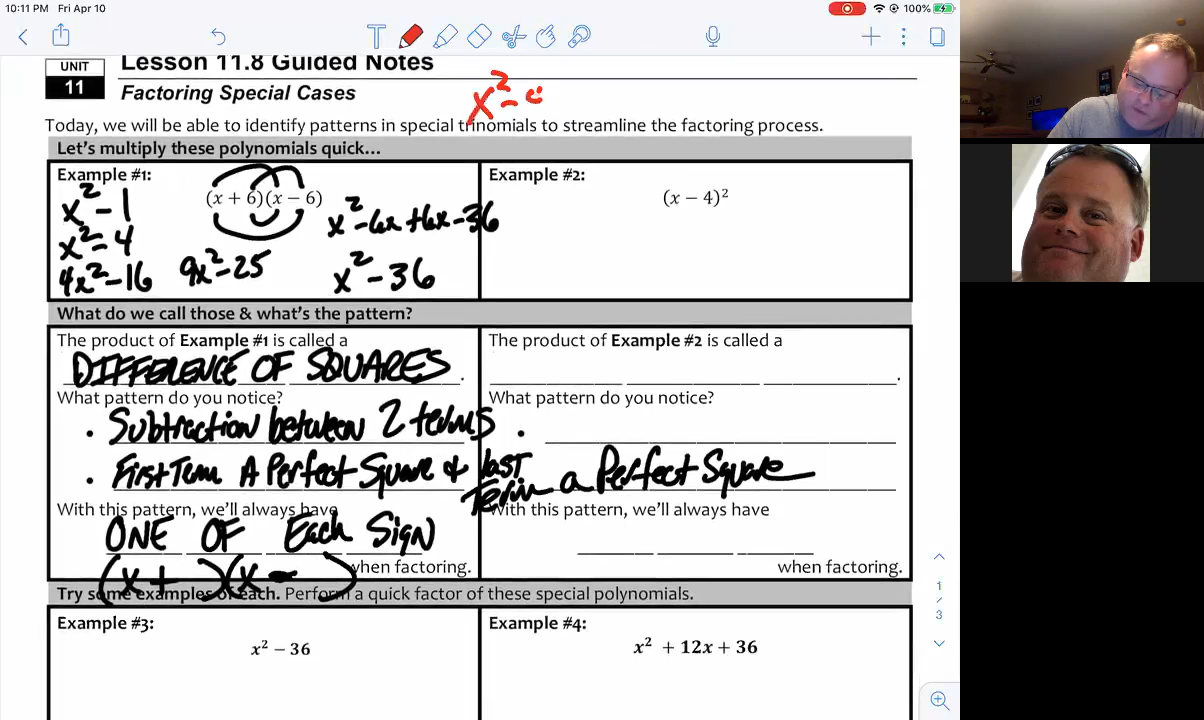 10:11 PM Fri Apr 10
100%
UNIT
11
Lesson 11.8 Guided Notes
Factoring Special Cases
x² -
Today, we will be able to identify patterns in special trinomials to streamline the factoring process.
Let's multiply these polynomials quick...
Example #1:
(x + 6)(x − 6)
x² - 1
x² - 4
4x² - 16
9x² - 25
x² - 6x + 6x - 36
x² - 36
Example #2:
(x − 4)²
What do we call those & what's the pattern?
The product of Example #1 is called a
DIFFERENCE OF SQUARES.
What pattern do you notice?
• Subtraction between 2 terms
• First Term A Perfect Square & last Term a Perfect Square
With this pattern, we'll always have
ONE OF Each Sign
(x + )(x - )
when factoring.
The product of Example #2 is called a
What pattern do you notice?
With this pattern, we'll always have
when factoring.
Try some examples of each. Perform a quick factor of these special polynomials.
Example #3:
x² − 36
Example #4:
x² + 12x + 36
1
/
3